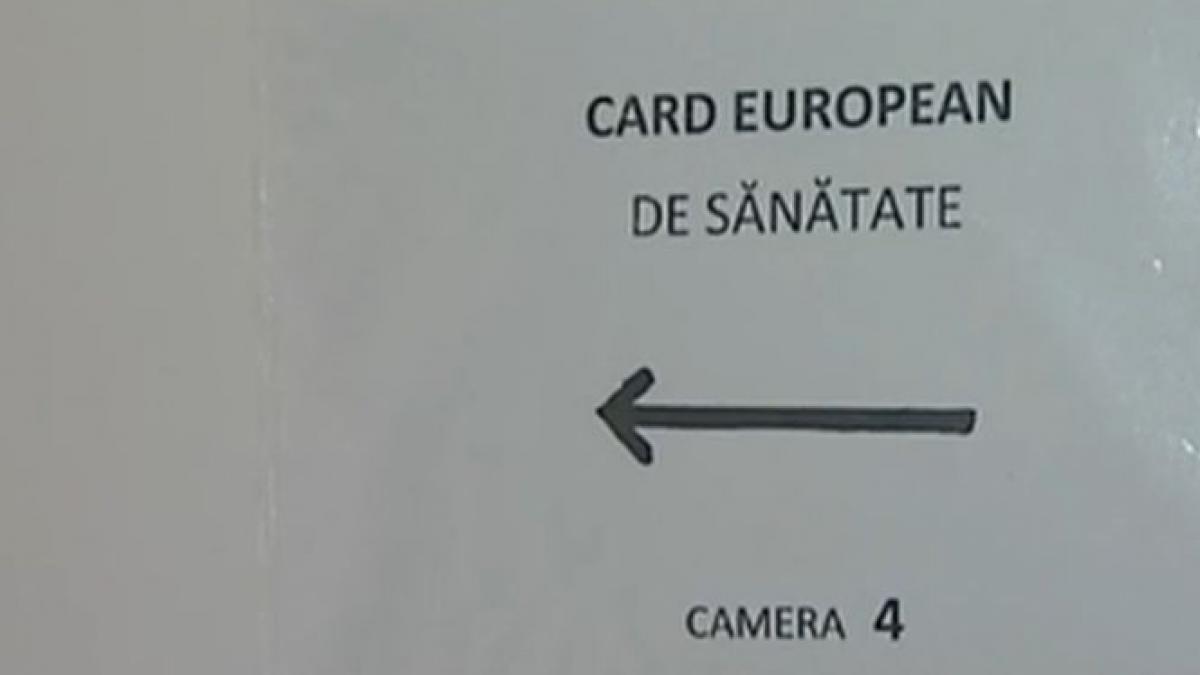 CARD EUROPEAN
DE SĂNĂTATE
CAMERA 4